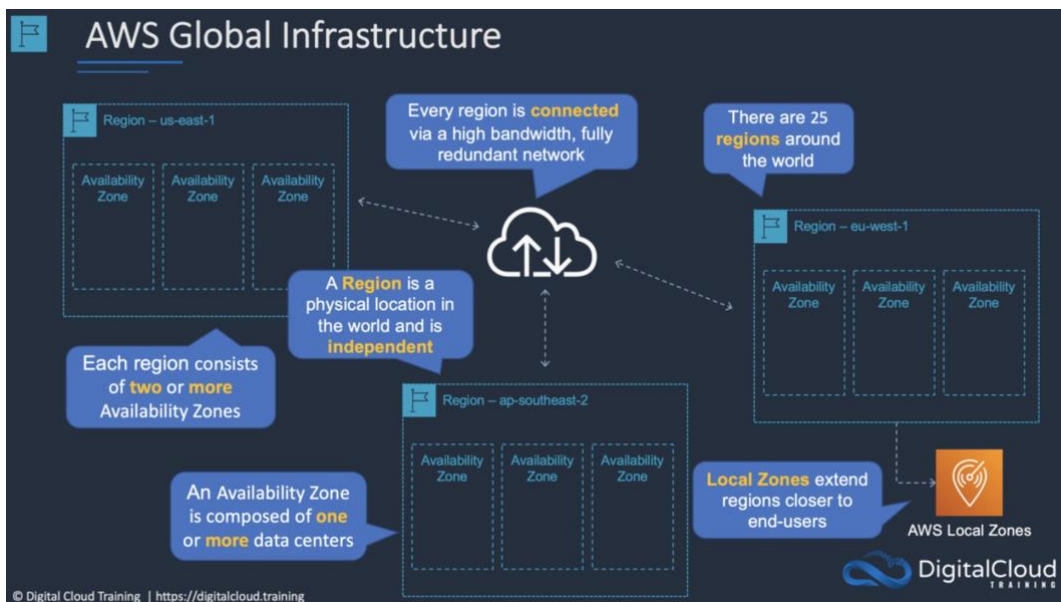 AWS Global Infrastructure
Region – us-east-1
Availability
Zone
Availability
Zone
Availability
Zone
Every region is connected
via a high bandwidth, fully
redundant network
There are 25
regions around
the world
Region – eu-west-1
Availability
Zone
Availability
Zone
Availability
Zone
A Region is a
physical location in
the world and is
independent
Each region consists
of two or more
Availability Zones
Region – ap-southeast-2
Availability
Zone
Availability
Zone
Availability
Zone
An Availability Zone
is composed of one
or more data centers
Local Zones extend
regions closer to
end-users
AWS Local Zones
DigitalCloud
TRAINING
© Digital Cloud Training | https://digitalcloud.training